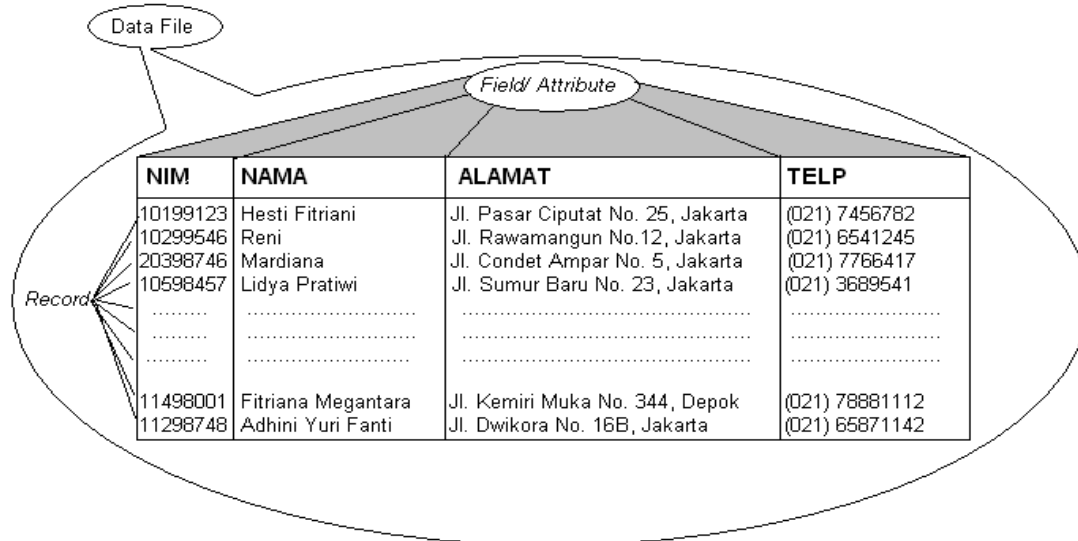 Data File
Field/ Attribute
NIM NAMA ALAMAT TELP
10199123 Hesti Fitriani Jl. Pasar Ciputat No. 25, Jakarta (021) 7456782
10299546 Reni Jl. Rawamangun No.12, Jakarta (021) 6541245
20398746 Mardiana Jl. Condet Ampar No. 5, Jakarta (021) 7766417
10598457 Lidya Pratiwi Jl. Sumur Baru No. 23, Jakarta (021) 3689541
Record
......... ........................... .............................................. ........................
......... ........................... .............................................. ........................
......... ........................... .............................................. ........................
11498001 Fitriana Megantara Jl. Kemiri Muka No. 344, Depok (021) 78881112
11298748 Adhini Yuri Fanti Jl. Dwikora No. 16B, Jakarta (021) 65871142